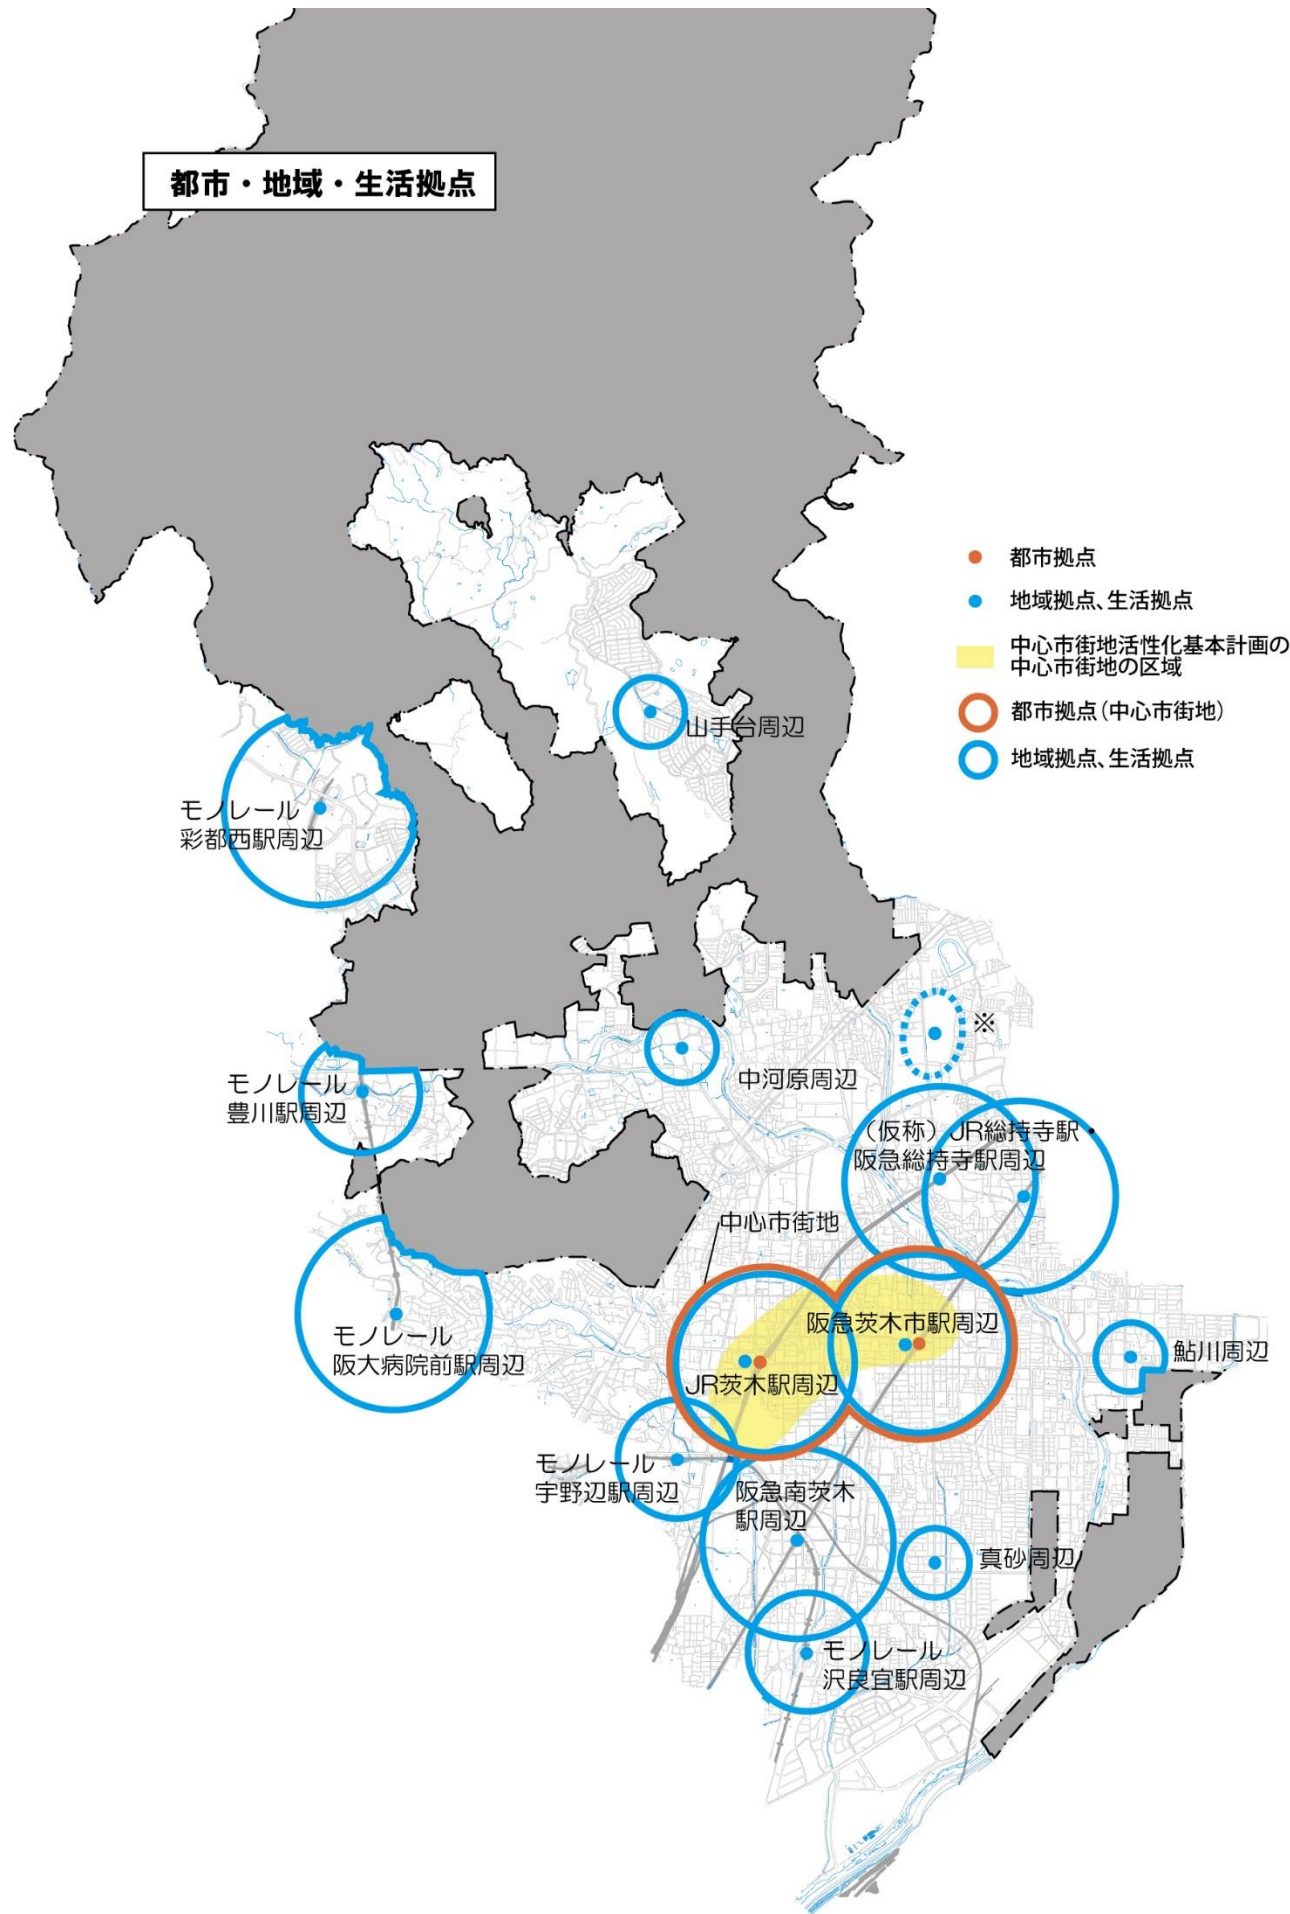 都市・地域・生活拠点
都市拠点
地域拠点、生活拠点
中心市街地活性化基本計画の
中心市街地の区域
都市拠点(中心市街地)
地域拠点、生活拠点
山手台周辺
モノレール
彩都西駅周辺
※
中河原周辺
モノレール
豊川駅周辺
(仮称)JR総持寺駅・
阪急総持寺駅周辺
中心市街地
モノレール
阪大病院前駅周辺
阪急茨木市駅周辺
鮎川周辺
JR茨木駅周辺
モノレール
宇野辺駅周辺
阪急南茨木
駅周辺
真砂周辺
モノレール
沢良宜駅周辺